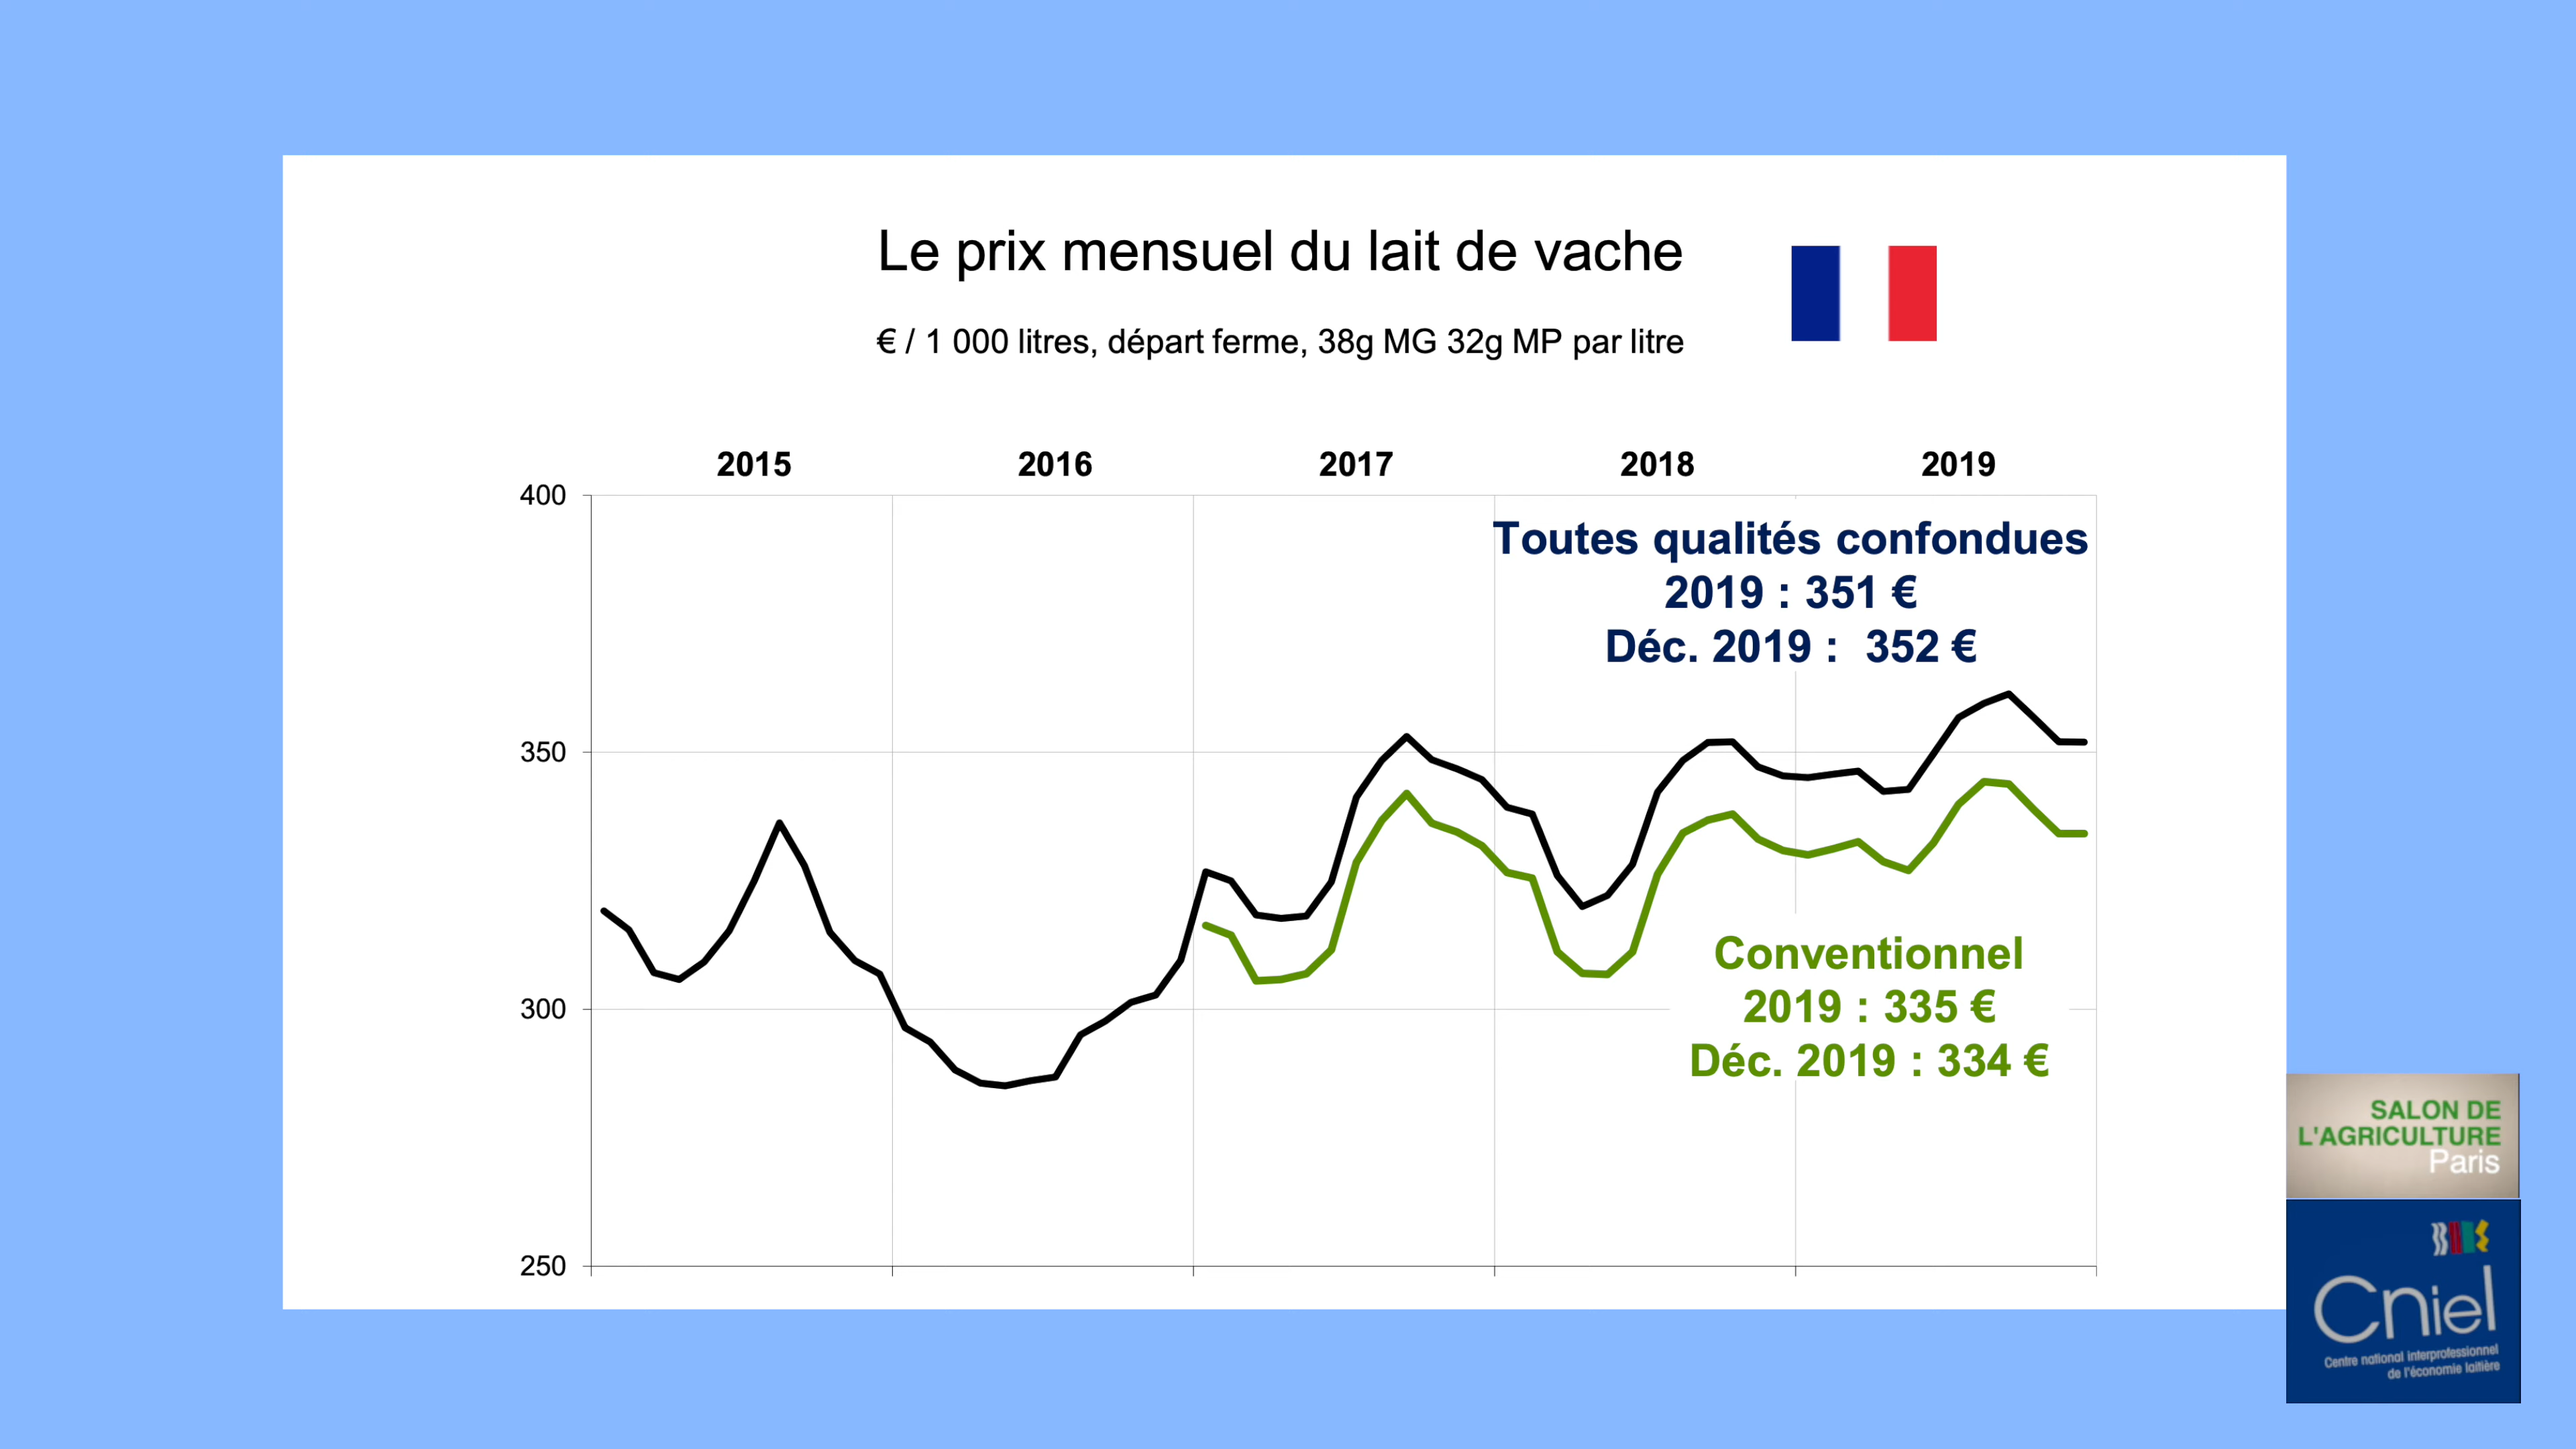 Le prix mensuel du lait de vache
€ / 1 000 litres, départ ferme, 38g MG 32g MP par litre
2015 2016 2017 2018 2019
400
350
300
250
Toutes qualités confondues
2019 : 351 €
Déc. 2019 : 352 €
Conventionnel
2019 : 335 €
Déc. 2019 : 334 €
SALON DE
L'AGRICULTURE
Paris
Cniel
Centre national interprofessionnel
de l'économie laitière